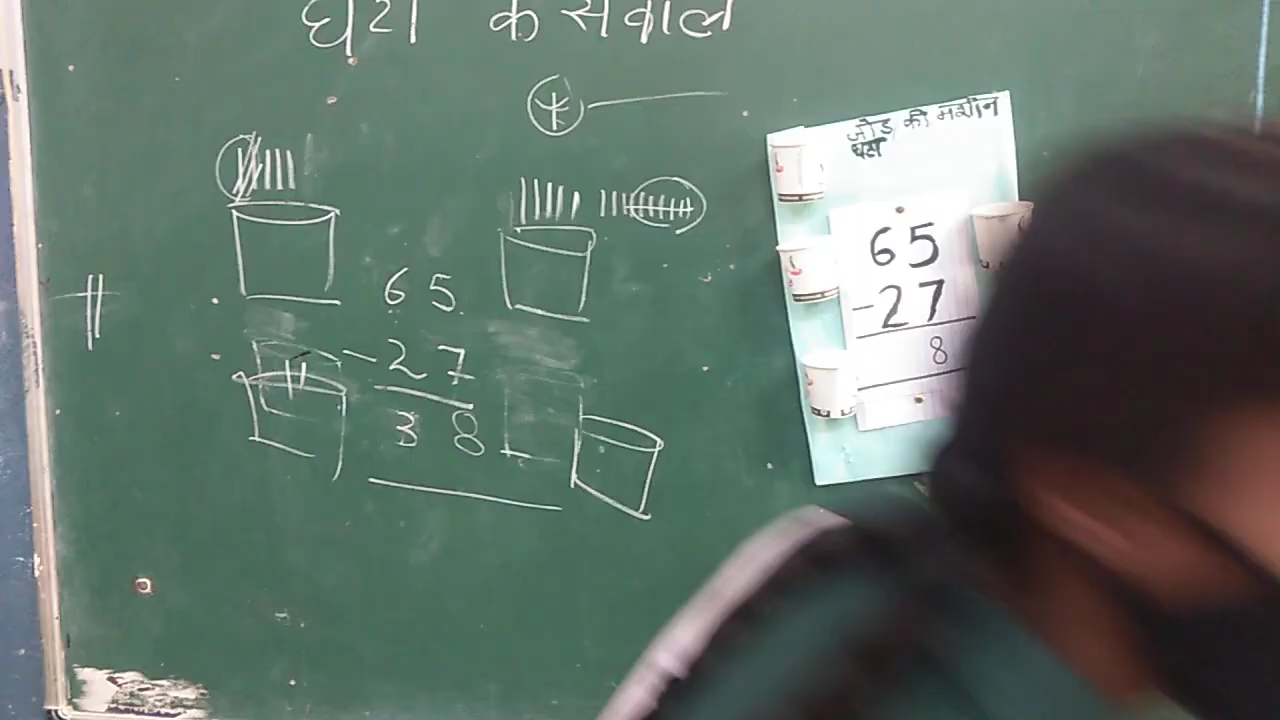 घटा के सवाल
65
-27
38
जोड़ की मशीन
घटा
65
-27
8